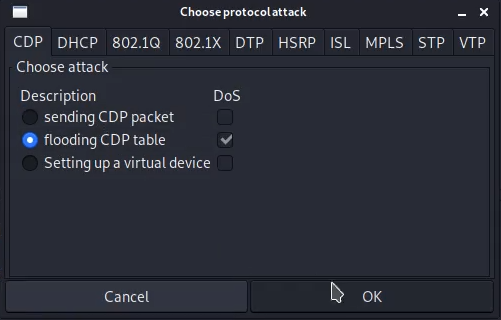 Choose protocol attack
CDP DHCP 802.1Q 802.1X DTP HSRP ISL MPLS STP VTP
Choose attack
Description DoS
sending CDP packet
flooding CDP table
Setting up a virtual device
Cancel OK